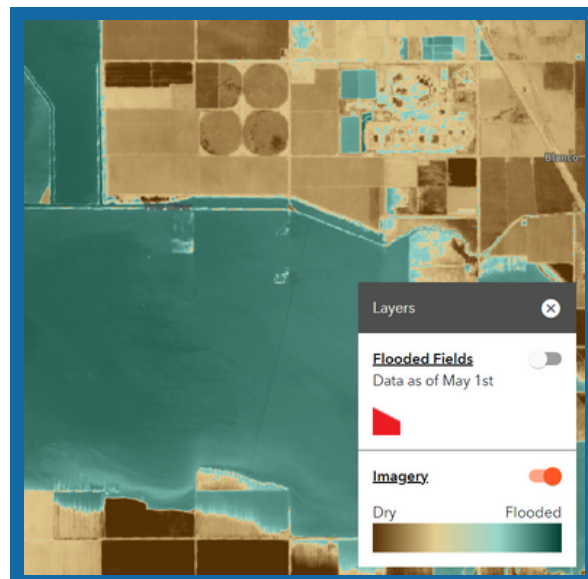 Blanco
Layers
Flooded Fields
Data as of May 1st
Imagery
Dry Flooded